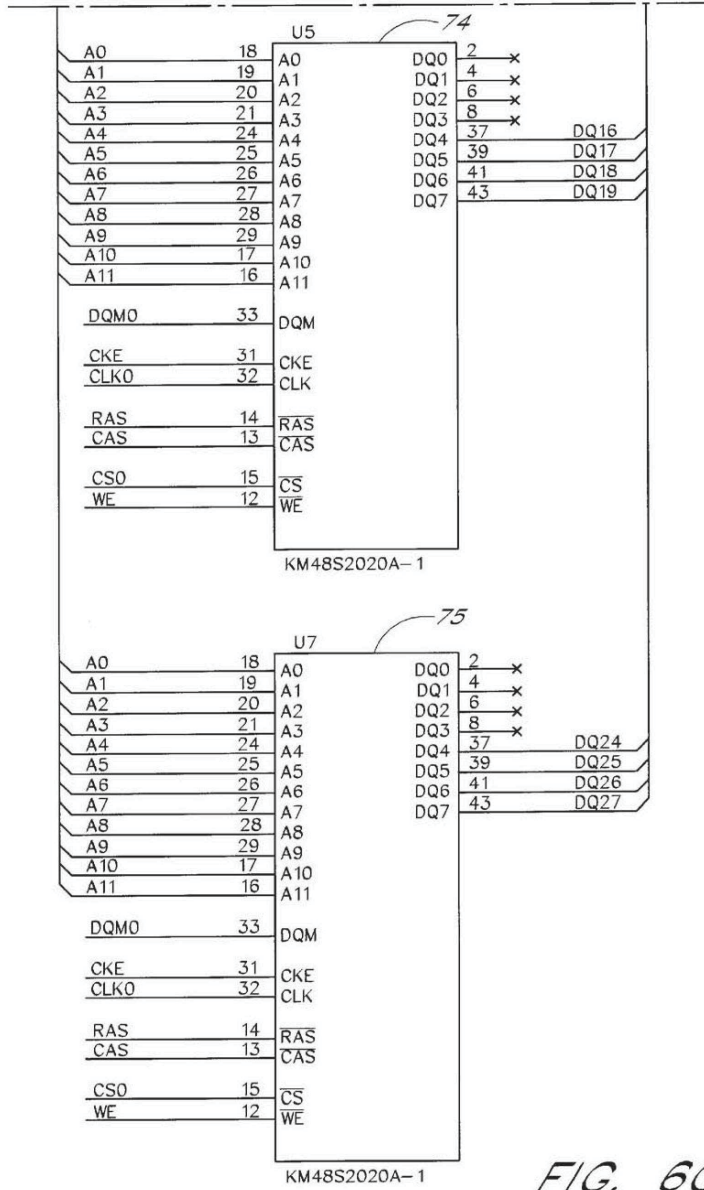 U5 74
A0 18 A0 DQ0 2
A1 19 A1 DQ1 4
A2 20 A2 DQ2 6
A3 21 A3 DQ3 8
A4 24 A4 DQ4 37 DQ16
A5 25 A5 DQ5 39 DQ17
A6 26 A6 DQ6 41 DQ18
A7 27 A7 DQ7 43 DQ19
A8 28 A8
A9 29 A9
A10 17 A10
A11 16 A11
DQM0 33 DQM
CKE 31 CKE
CLK0 32 CLK
RAS 14 R̅A̅S̅
CAS 13 C̅A̅S̅
CS0 15 C̅S̅
WE 12 W̅E̅
KM48S2020A-1
U7 75
A0 18 A0 DQ0 2
A1 19 A1 DQ1 4
A2 20 A2 DQ2 6
A3 21 A3 DQ3 8
A4 24 A4 DQ4 37 DQ24
A5 25 A5 DQ5 39 DQ25
A6 26 A6 DQ6 41 DQ26
A7 27 A7 DQ7 43 DQ27
A8 28 A8
A9 29 A9
A10 17 A10
A11 16 A11
DQM0 33 DQM
CKE 31 CKE
CLK0 32 CLK
RAS 14 R̅A̅S̅
CAS 13 C̅A̅S̅
CS0 15 C̅S̅
WE 12 W̅E̅
KM48S2020A-1
FIG.